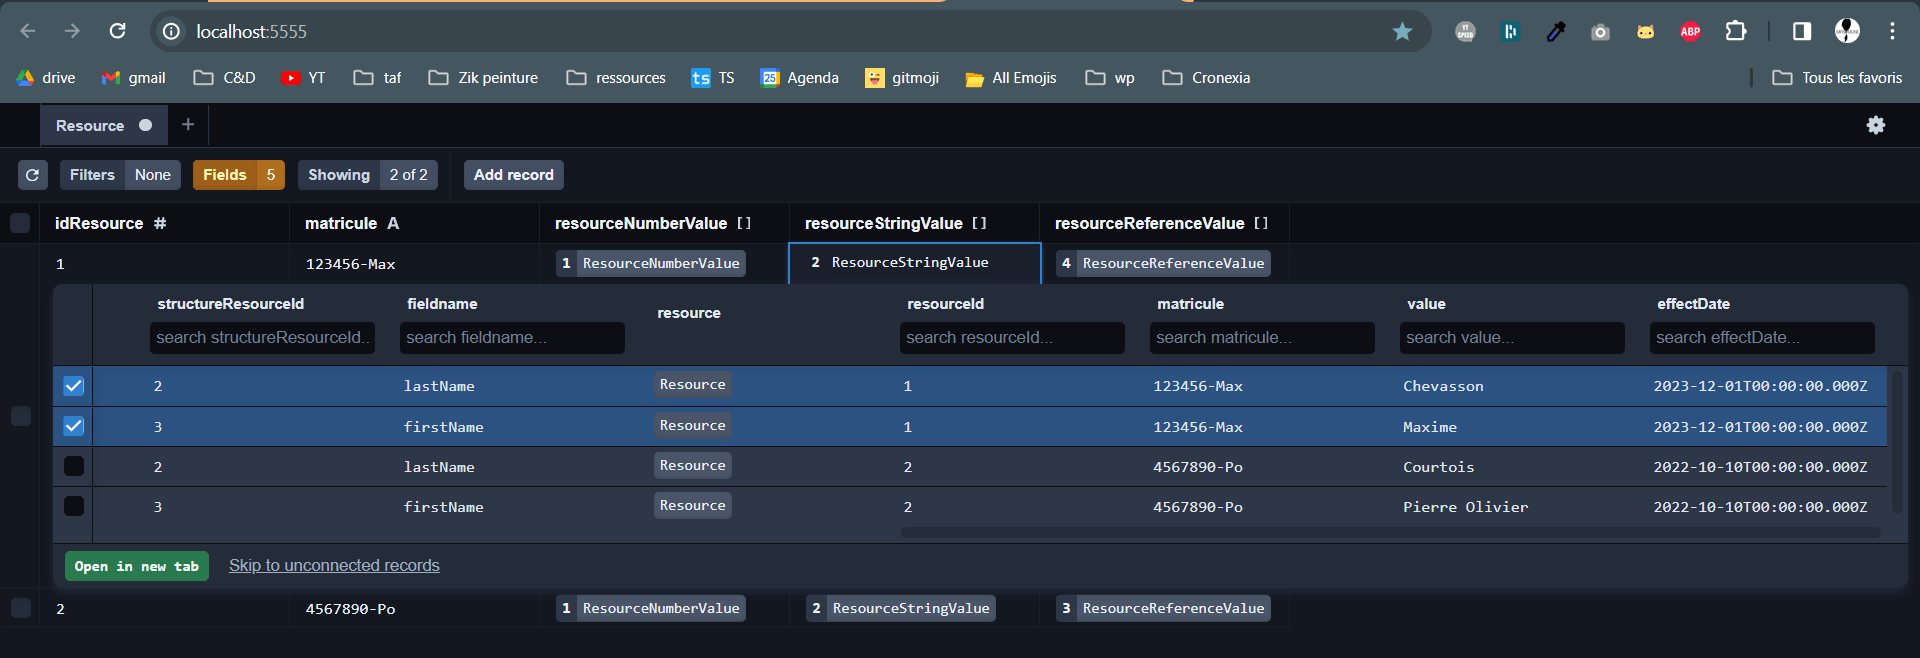 localhost:5555
YT SPEED
ABP
drive gmail C&D YT taf Zik peinture ressources ts TS 25 Agenda gitmoji All Emojis wp Cronexia Tous les favoris
Resource +
Filters None Fields 5 Showing 2 of 2 Add record
idResource # matricule A resourceNumberValue [] resourceStringValue [] resourceReferenceValue []
1 123456-Max 1 ResourceNumberValue 2 ResourceStringValue 4 ResourceReferenceValue
structureResourceId fieldname resource resourceId matricule value effectDate
search structureResourceId.. search fieldname... search resourceId... search matricule... search value... search effectDate...
2 lastName Resource 1 123456-Max Chevasson 2023-12-01T00:00:00.000Z
3 firstName Resource 1 123456-Max Maxime 2023-12-01T00:00:00.000Z
2 lastName Resource 2 4567890-Po Courtois 2022-10-10T00:00:00.000Z
3 firstName Resource 2 4567890-Po Pierre Olivier 2022-10-10T00:00:00.000Z
Open in new tab Skip to unconnected records
2 4567890-Po 1 ResourceNumberValue 2 ResourceStringValue 3 ResourceReferenceValue